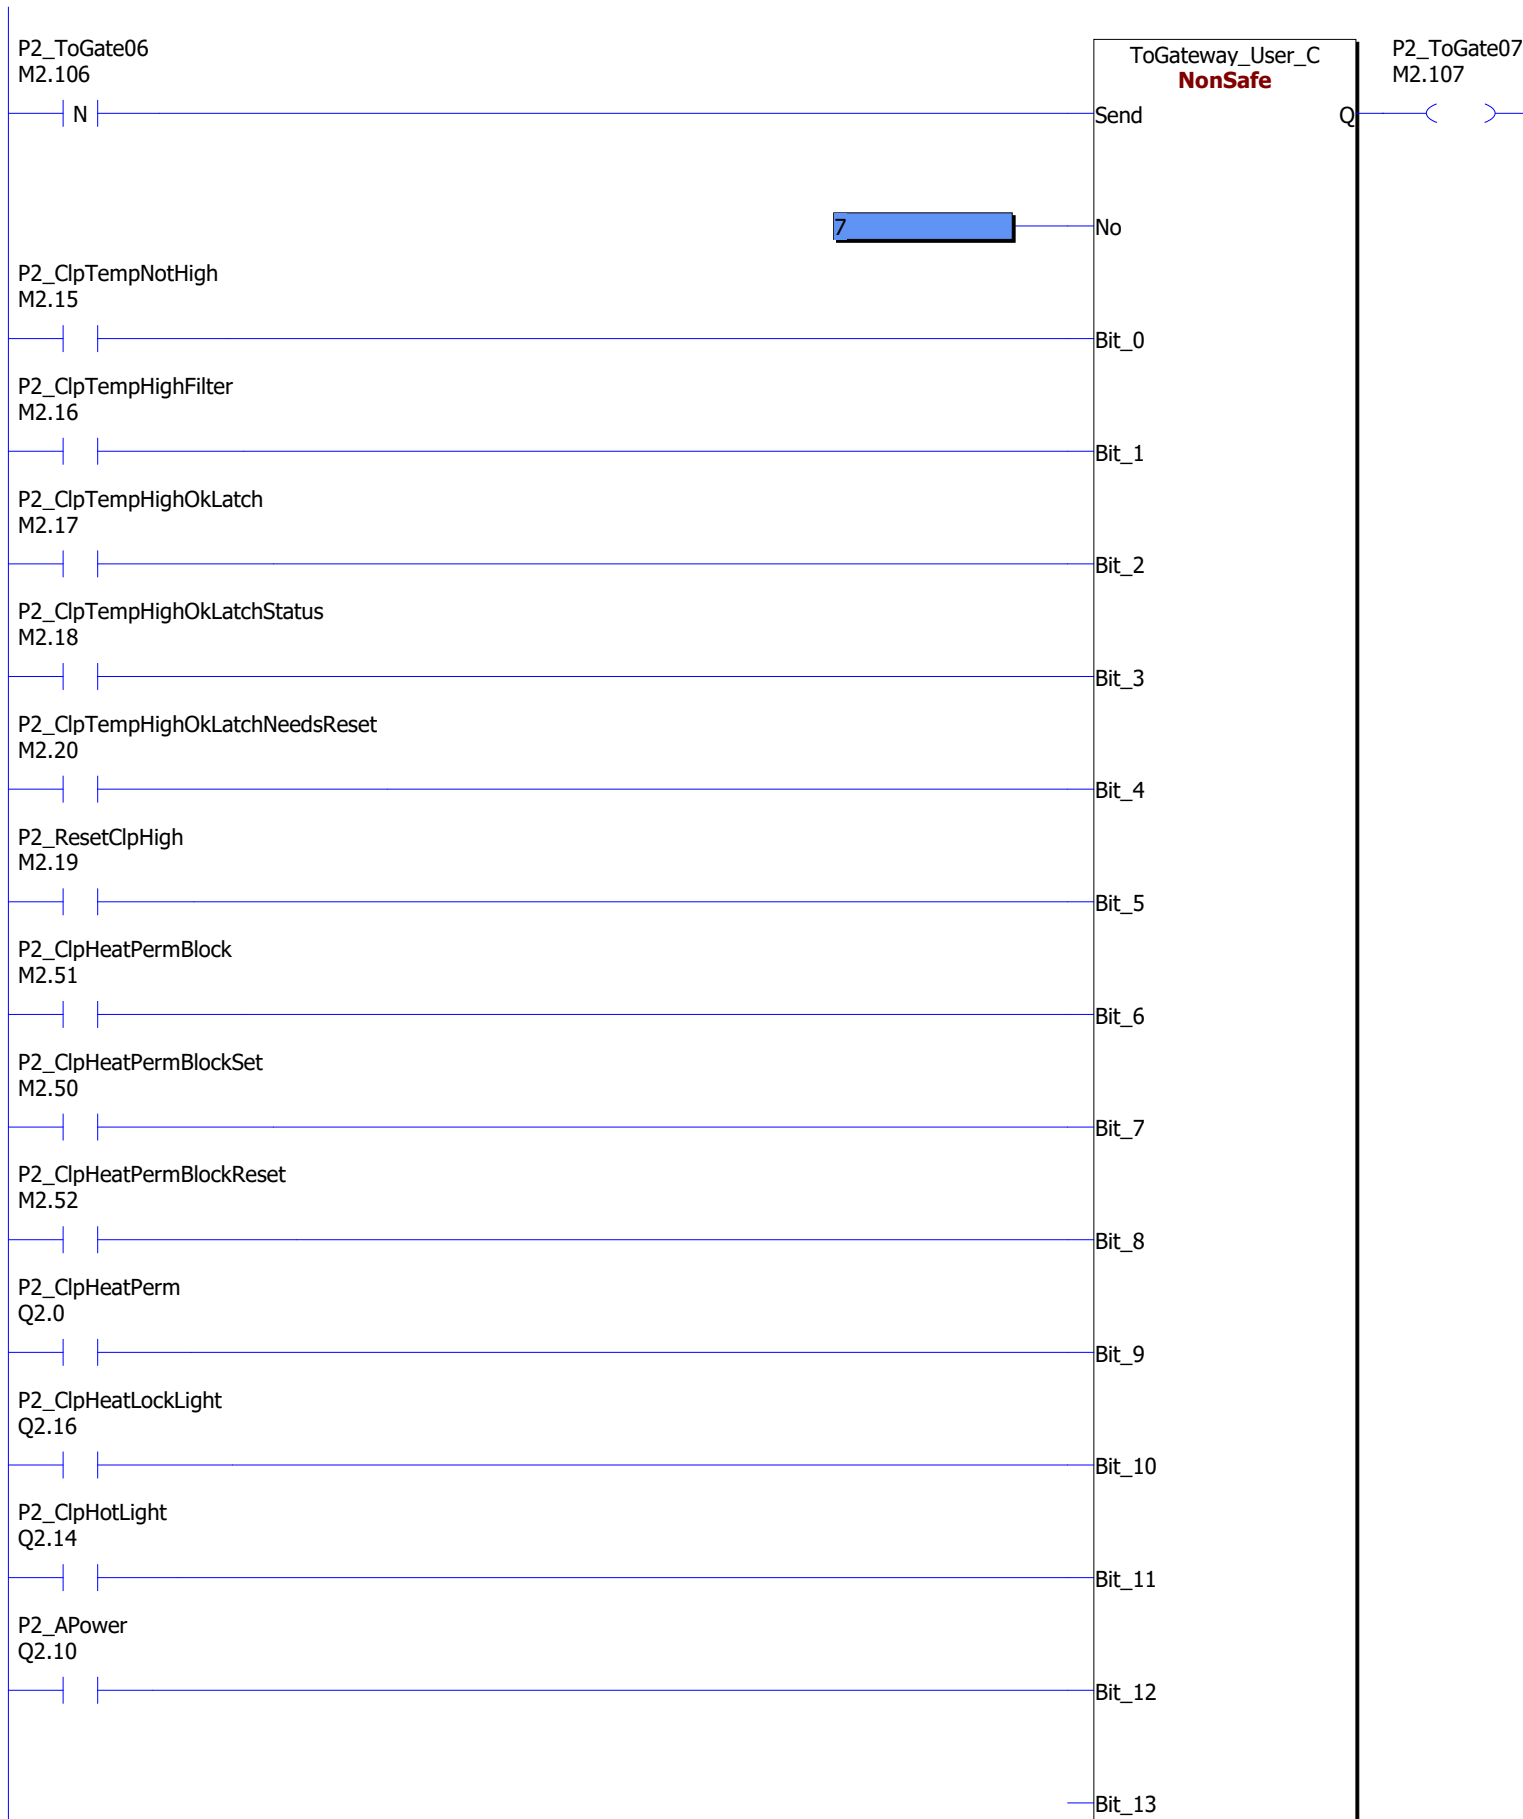 P2_ToGate06
M2.106
N
ToGateway_User_C
NonSafe
Send
Q
P2_ToGate07
M2.107
7
No
P2_ClpTempNotHigh
M2.15
Bit_0
P2_ClpTempHighFilter
M2.16
Bit_1
P2_ClpTempHighOkLatch
M2.17
Bit_2
P2_ClpTempHighOkLatchStatus
M2.18
Bit_3
P2_ClpTempHighOkLatchNeedsReset
M2.20
Bit_4
P2_ResetClpHigh
M2.19
Bit_5
P2_ClpHeatPermBlock
M2.51
Bit_6
P2_ClpHeatPermBlockSet
M2.50
Bit_7
P2_ClpHeatPermBlockReset
M2.52
Bit_8
P2_ClpHeatPerm
Q2.0
Bit_9
P2_ClpHeatLockLight
Q2.16
Bit_10
P2_ClpHotLight
Q2.14
Bit_11
P2_APower
Q2.10
Bit_12
Bit_13